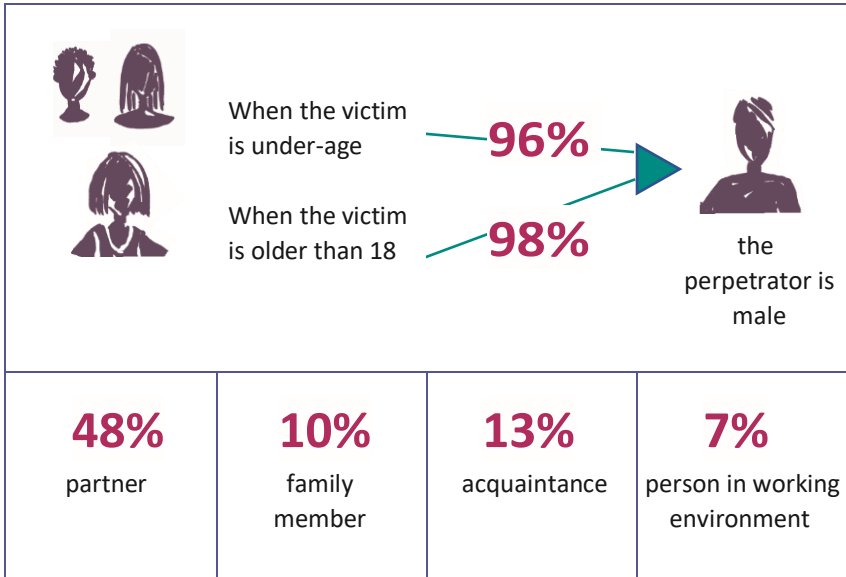 When the victim
is under-age
96%
When the victim
is older than 18
98%
the
perpetrator is
male
48%
partner
10%
family
member
13%
acquaintance
7%
person in working
environment